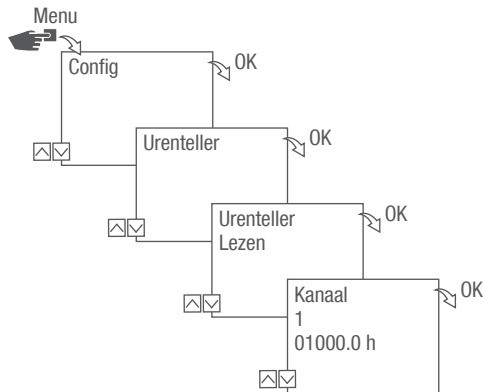 Menu
Config
OK
Urenteller
OK
Urenteller
Lezen
OK
Kanaal
1
01000.0 h
OK